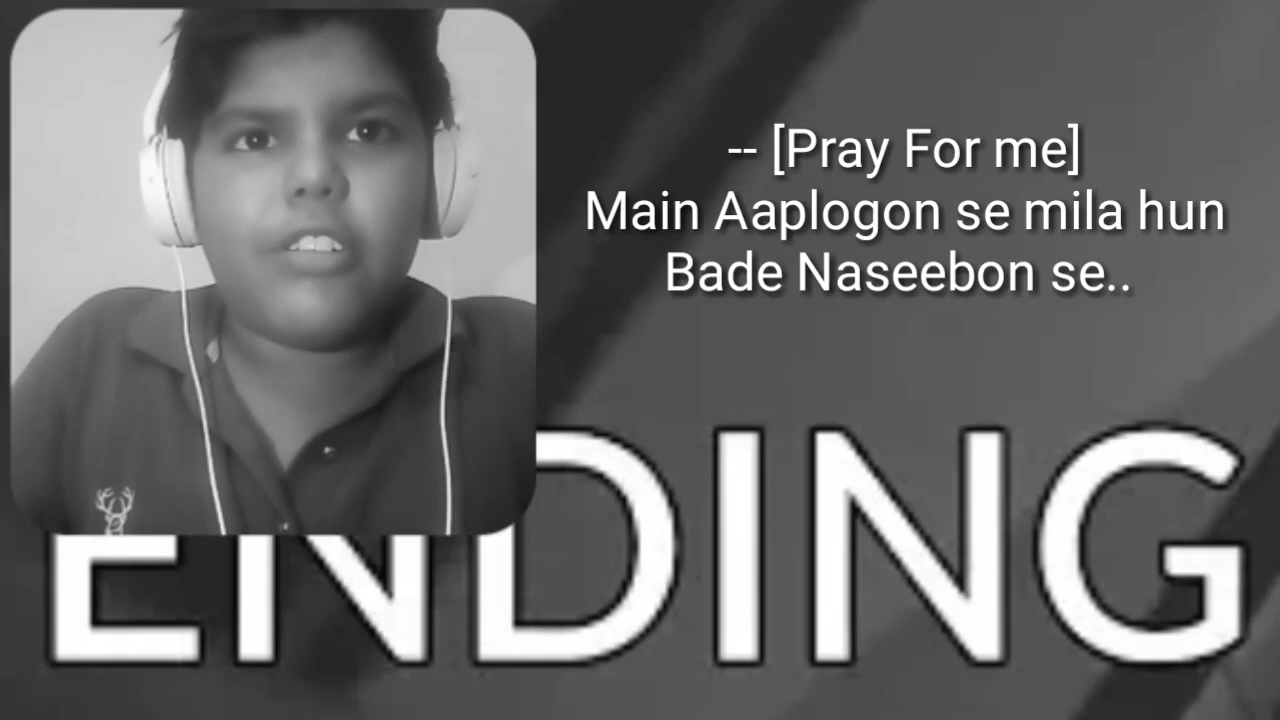 -- [Pray For me]
Main Aaplogon se mila hun
Bade Naseebon se..
ENDING